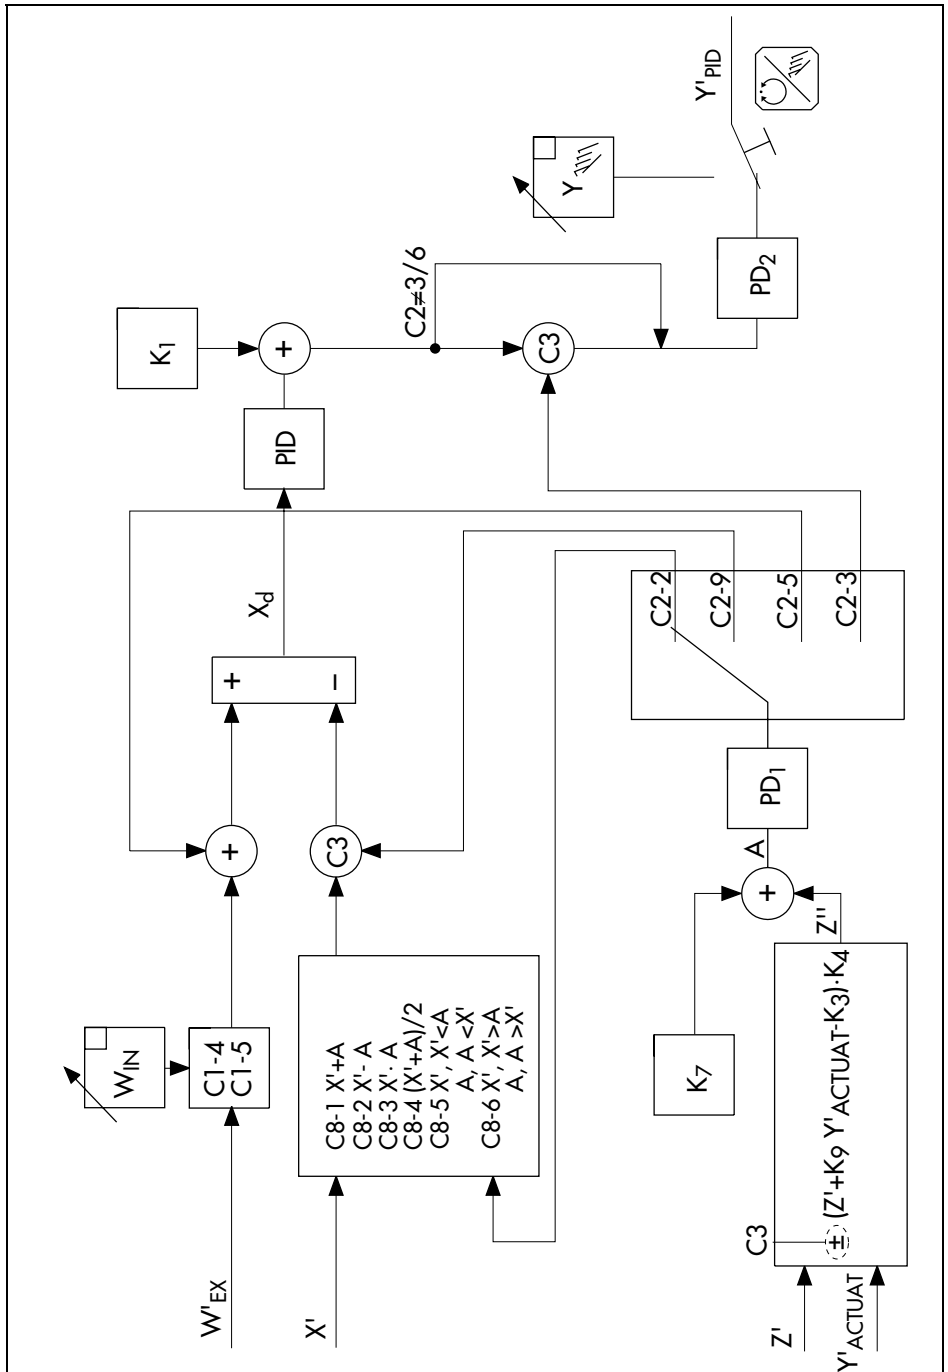 W'EX
WIN
C1-4
C1-5
+
X'
C8-1 X'+A
C8-2 X'- A
C8-3 X'· A
C8-4 (X'+A)/2
C8-5 X', X'<A
A, A <X'
C8-6 X', X'>A
A, A >X'
C3
+
−
Xd
PID
K1
+
C2≠3/6
C3
Y
Y'PID
PD2
Z'
Y'ACTUAT
C3
± (Z'+K9 Y'ACTUAT-K3)·K4
Z''
K7
+
A
PD1
C2-2
C2-9
C2-5
C2-3